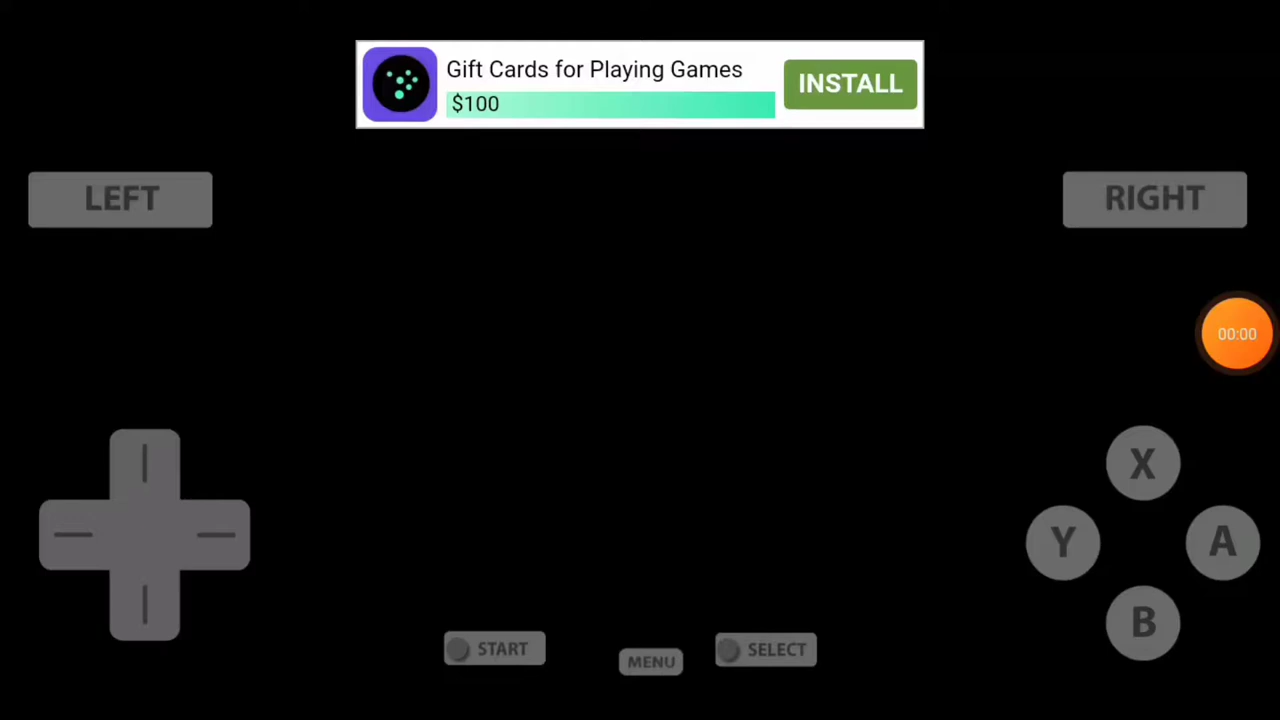 Gift Cards for Playing Games
$100
INSTALL
LEFT
RIGHT
00:00
X
Y
A
B
START
SELECT
MENU